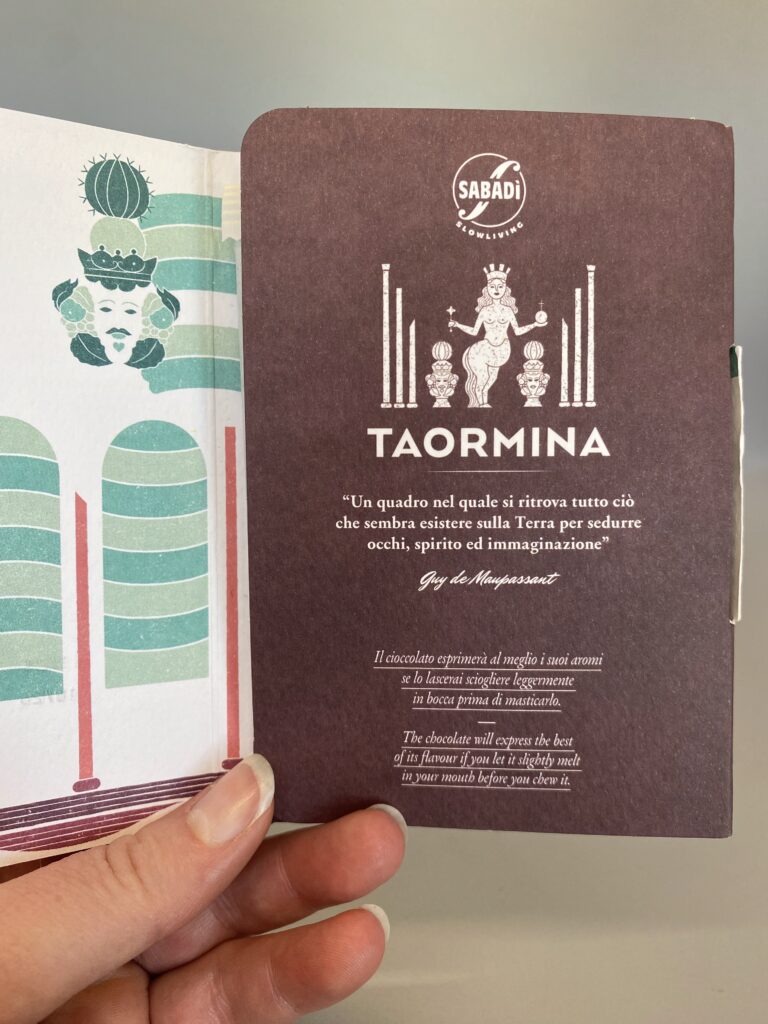 SABADÌ
SLOWLIVING
TAORMINA
“Un quadro nel quale si ritrova tutto ciò
che sembra esistere sulla Terra per sedurre
occhi, spirito ed immaginazione”
Guy de Maupassant
Il cioccolato esprimerà al meglio i suoi aromi
se lo lascerai sciogliere leggermente
in bocca prima di masticarlo.
—
The chocolate will express the best
of its flavour if you let it slightly melt
in your mouth before you chew it.